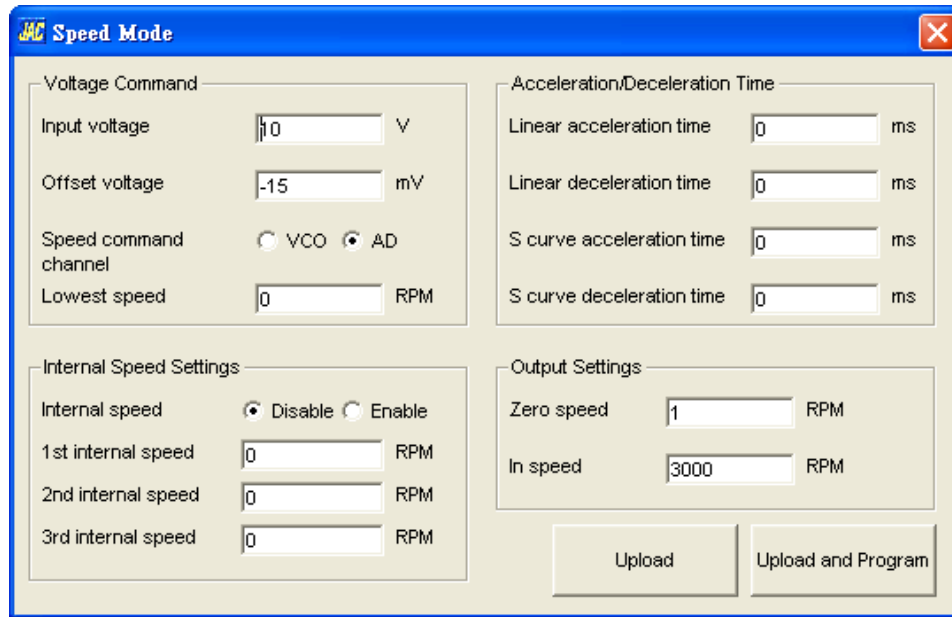 JAC Speed Mode
Voltage Command
Input voltage 10 V
Offset voltage -15 mV
Speed command channel VCO AD
Lowest speed 0 RPM
Acceleration/Deceleration Time
Linear acceleration time 0 ms
Linear deceleration time 0 ms
S curve acceleration time 0 ms
S curve deceleration time 0 ms
Internal Speed Settings
Internal speed Disable Enable
1st internal speed 0 RPM
2nd internal speed 0 RPM
3rd internal speed 0 RPM
Output Settings
Zero speed 1 RPM
In speed 3000 RPM
Upload
Upload and Program